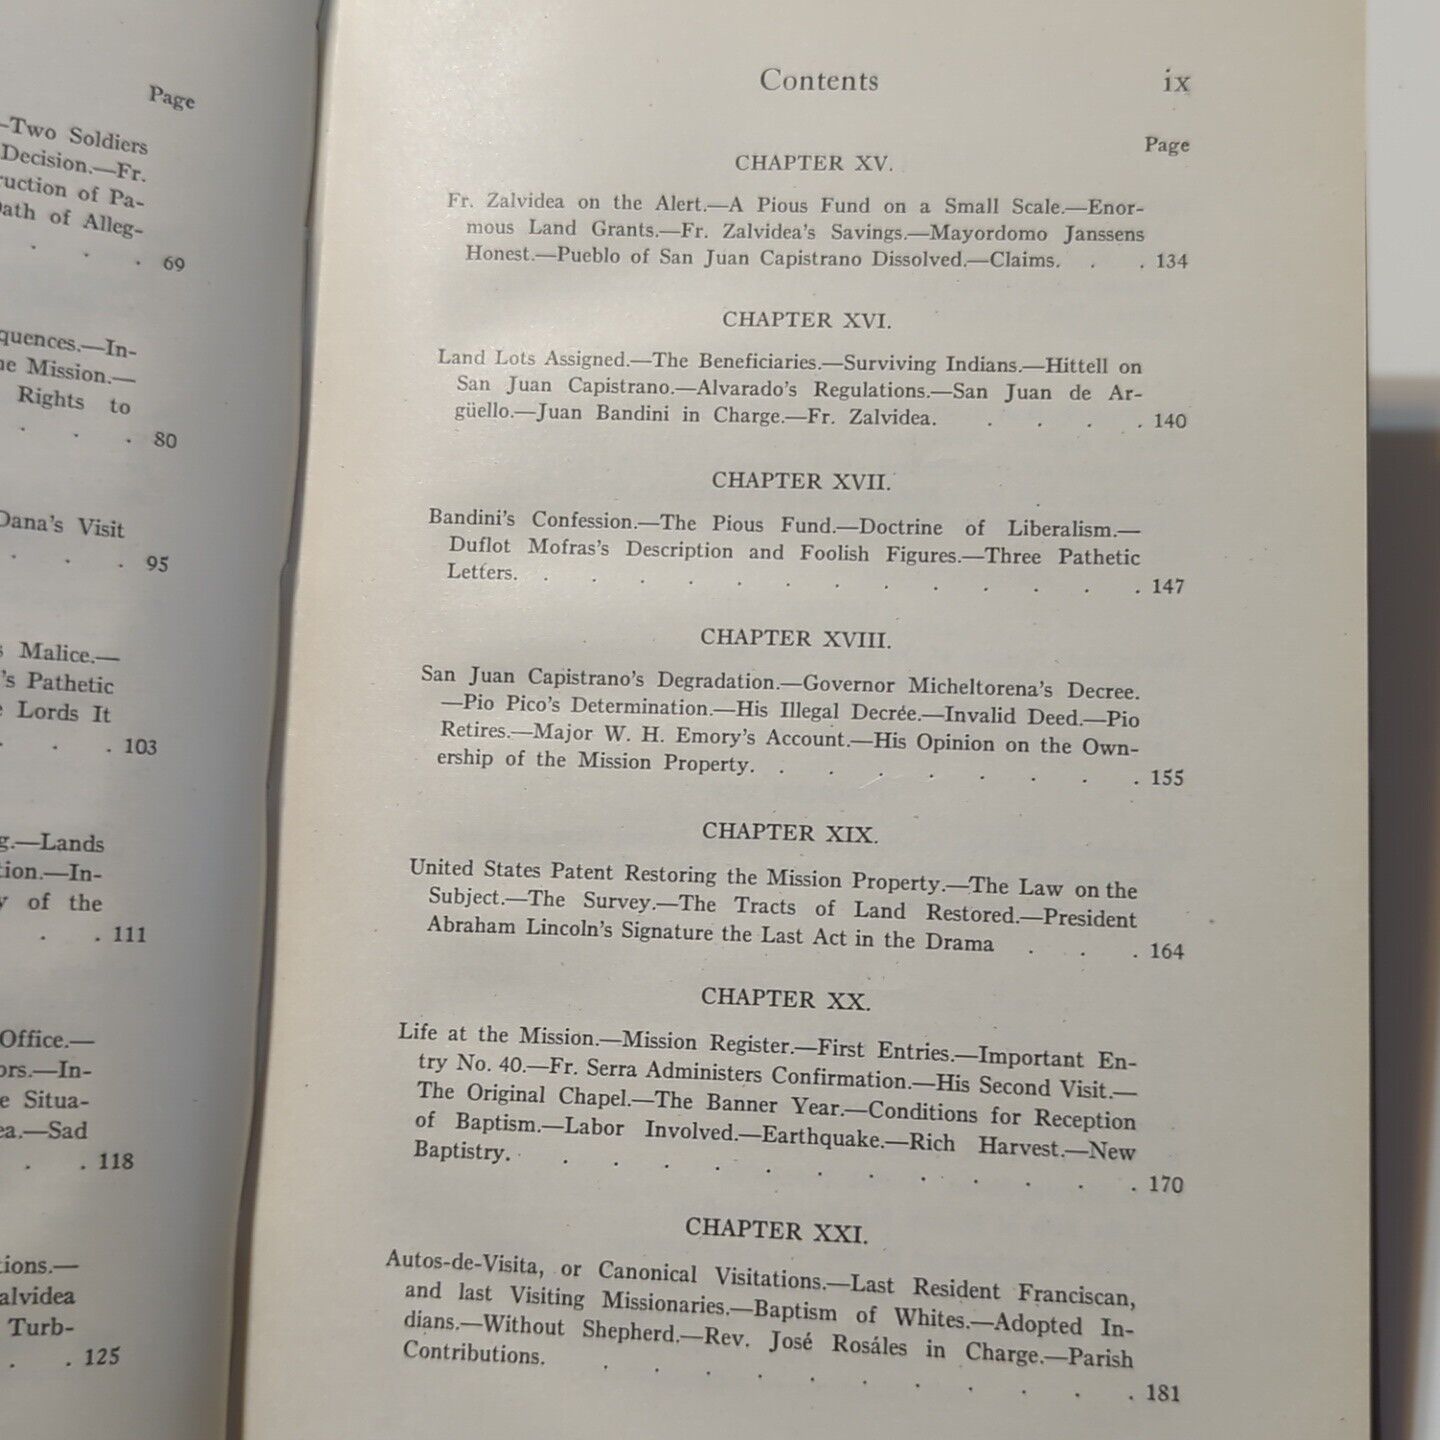 Page
—Two Soldiers
Decision.—Fr.
ruction of Pa-
Oath of Alleg-
. . . 69
quences.—In-
he Mission.—
Rights to
. . . 80
Dana's Visit
. . . 95
s Malice.—
's Pathetic
e Lords It
. . . 103
g.—Lands
tion.—In-
y of the
. . 111
Office.—
ors.—In-
e Situa-
ea.—Sad
. . 118
tions.—
alvidea
Turb-
. . 125
Contents ix
Page
CHAPTER XV.
Fr. Zalvidea on the Alert.—A Pious Fund on a Small Scale.—Enor-
mous Land Grants.—Fr. Zalvidea's Savings.—Mayordomo Janssens
Honest.—Pueblo of San Juan Capistrano Dissolved.—Claims. . . 134
CHAPTER XVI.
Land Lots Assigned.—The Beneficiaries.—Surviving Indians.—Hittell on
San Juan Capistrano.—Alvarado's Regulations.—San Juan de Ar-
güello.—Juan Bandini in Charge.—Fr. Zalvidea. . . . . 140
CHAPTER XVII.
Bandini's Confession.—The Pious Fund.—Doctrine of Liberalism.—
Duflot Mofras's Description and Foolish Figures.—Three Pathetic
Letters. . . . . . . . . . . . . . 147
CHAPTER XVIII.
San Juan Capistrano's Degradation.—Governor Micheltorena's Decree.
—Pio Pico's Determination.—His Illegal Decrée.—Invalid Deed.—Pio
Retires.—Major W. H. Emory's Account.—His Opinion on the Own-
ership of the Mission Property. . . . . . . . . 155
CHAPTER XIX.
United States Patent Restoring the Mission Property.—The Law on the
Subject.—The Survey.—The Tracts of Land Restored.—President
Abraham Lincoln's Signature the Last Act in the Drama . . . 164
CHAPTER XX.
Life at the Mission.—Mission Register.—First Entries.—Important En-
try No. 40.—Fr. Serra Administers Confirmation.—His Second Visit.—
The Original Chapel.—The Banner Year.—Conditions for Reception
of Baptism.—Labor Involved.—Earthquake.—Rich Harvest.—New
Baptistry. . . . . . . . . . . . . . 170
CHAPTER XXI.
Autos-de-Visita, or Canonical Visitations.—Last Resident Franciscan,
and last Visiting Missionaries.—Baptism of Whites.—Adopted In-
dians.—Without Shepherd.—Rev. José Rosáles in Charge.—Parish
Contributions. . . . . . . . . . . . 181